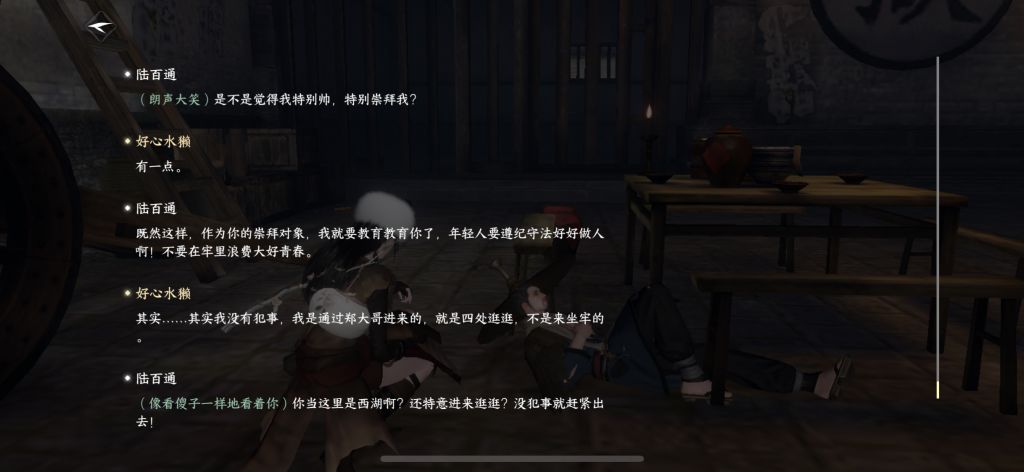 陆百通
（朗声大笑）是不是觉得我特别帅，特别崇拜我？
好心水獭
有一点。
陆百通
既然这样，作为你的崇拜对象，我就要教育教育你了，年轻人要遵纪守法好好做人
啊！不要在牢里浪费大好青春。
好心水獭
其实……其实我没有犯事，我是通过郑大哥进来的，就是四处逛逛，不是来坐牢的
。
陆百通
（像看傻子一样地看着你）你当这里是西湖啊？还特意进来逛逛？没犯事就赶紧出
去！